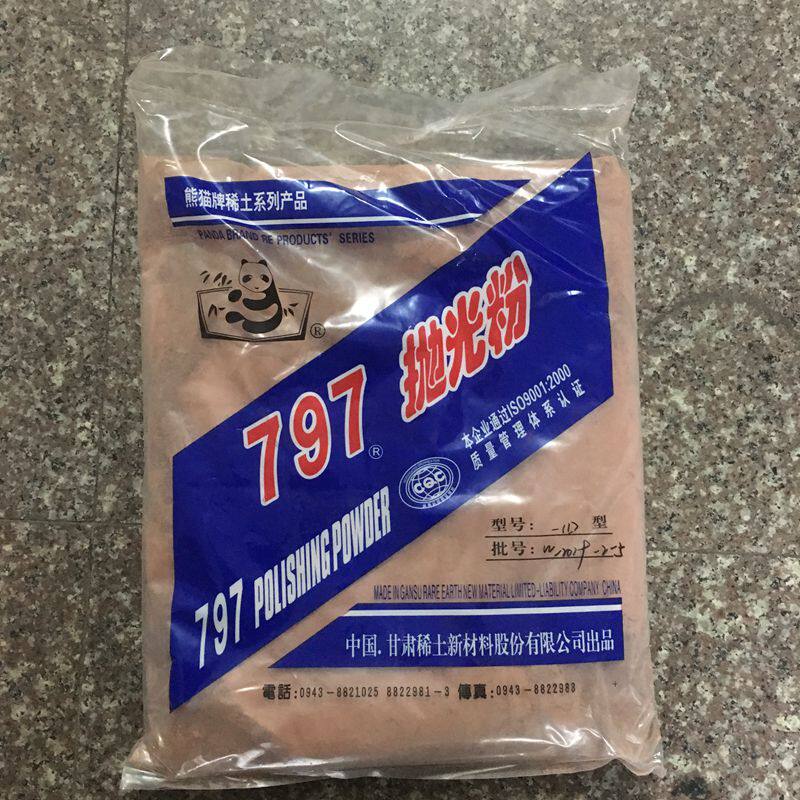 熊猫牌稀土系列产品
PANDA BRAND RE PRODUCTS' SERIES
®
797® 抛光粉
本企业通过ISO9001:2000
质量管理体系认证
CQC
797 POLISHING POWDER
型号: 型
批号:
MADE IN GANSU RARE EARTH NEW MATERIAL LIMITED-LIABILITY COMPANY CHINA
中国.甘肃稀土新材料股份有限公司出品
電話:0943-8821025 8822981-3 傳真:0943-8822988